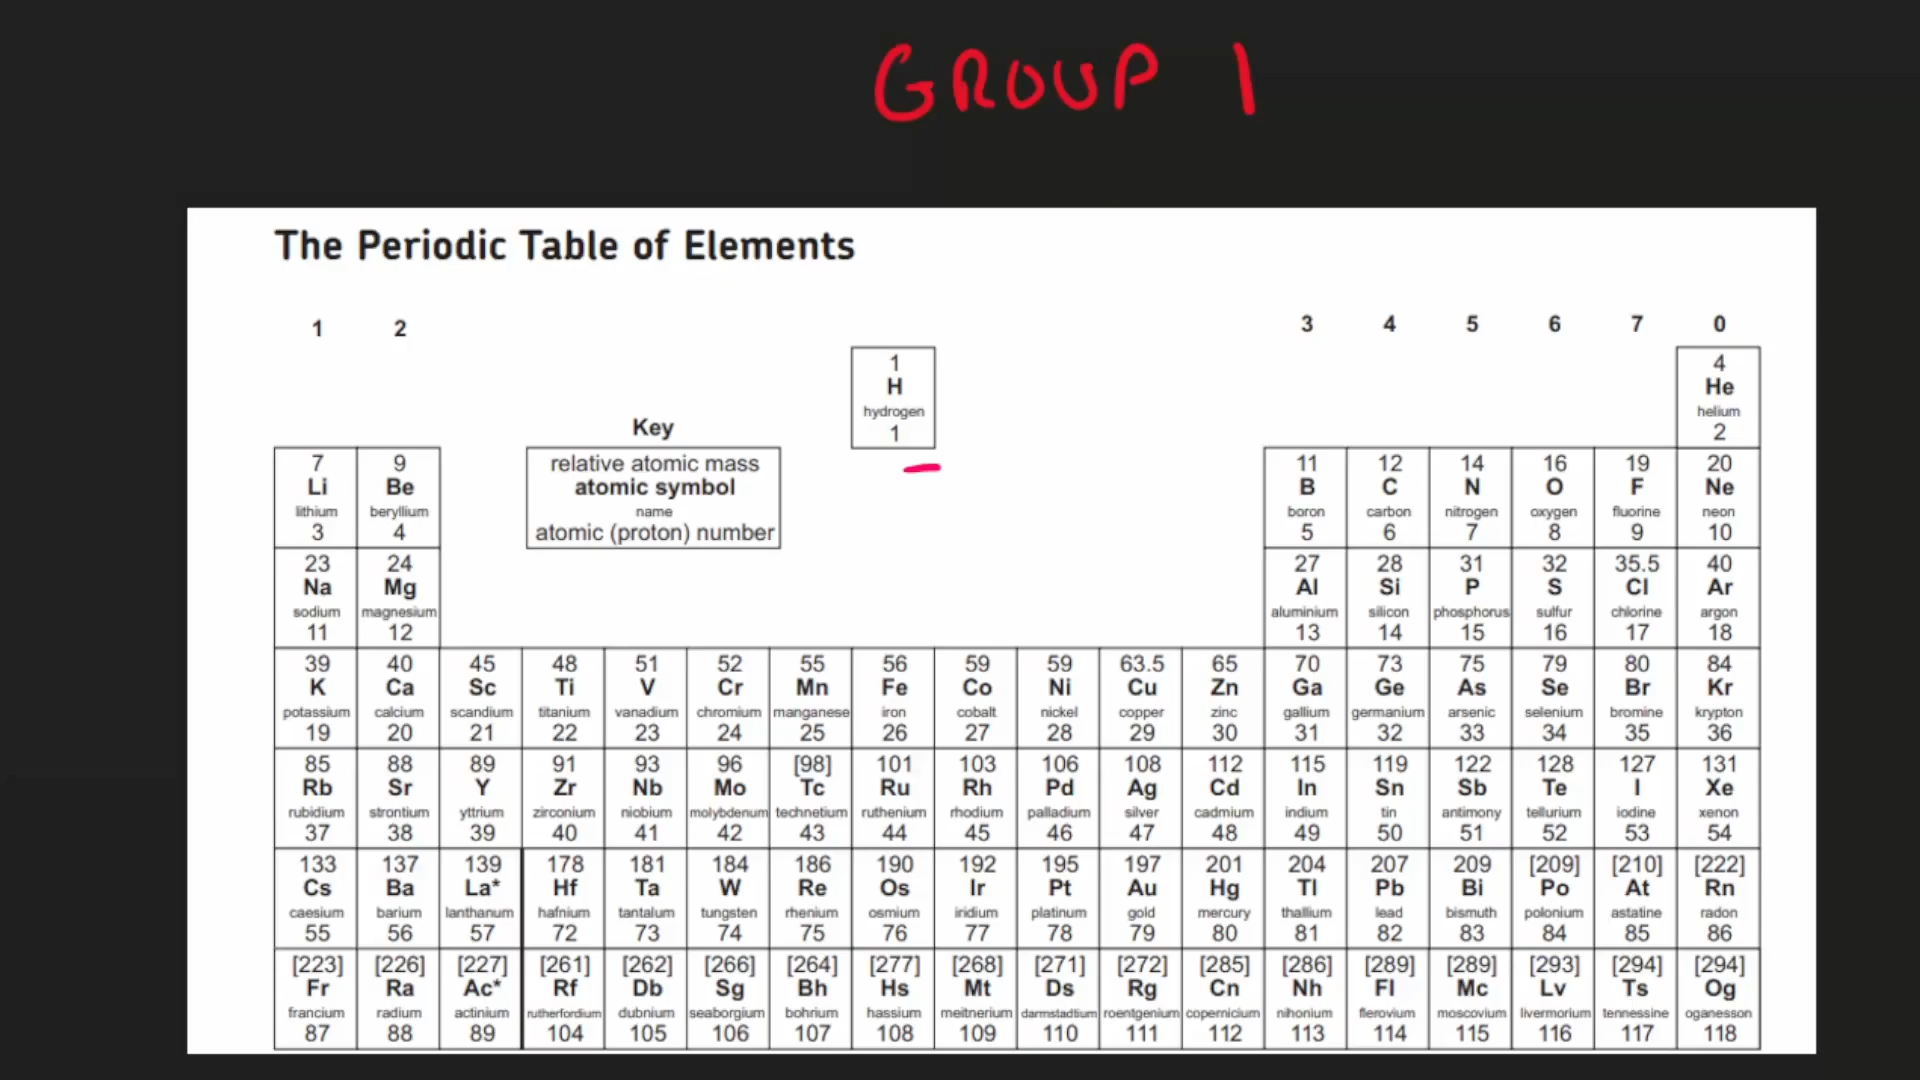 GROUP 1
The Periodic Table of Elements
1 2 3 4 5 6 7 0
1 4
H He
hydrogen helium
1 2
Key
relative atomic mass
atomic symbol
name
atomic (proton) number
7 9 11 12 14 16 19 20
Li Be B C N O F Ne
lithium beryllium boron carbon nitrogen oxygen fluorine neon
3 4 5 6 7 8 9 10
23 24 27 28 31 32 35.5 40
Na Mg Al Si P S Cl Ar
sodium magnesium aluminium silicon phosphorus sulfur chlorine argon
11 12 13 14 15 16 17 18
39 40 45 48 51 52 55 56 59 59 63.5 65 70 73 75 79 80 84
K Ca Sc Ti V Cr Mn Fe Co Ni Cu Zn Ga Ge As Se Br Kr
potassium calcium scandium titanium vanadium chromium manganese iron cobalt nickel copper zinc gallium germanium arsenic selenium bromine krypton
19 20 21 22 23 24 25 26 27 28 29 30 31 32 33 34 35 36
85 88 89 91 93 96 [98] 101 103 106 108 112 115 119 122 128 127 131
Rb Sr Y Zr Nb Mo Tc Ru Rh Pd Ag Cd In Sn Sb Te I Xe
rubidium strontium yttrium zirconium niobium molybdenum technetium ruthenium rhodium palladium silver cadmium indium tin antimony tellurium iodine xenon
37 38 39 40 41 42 43 44 45 46 47 48 49 50 51 52 53 54
133 137 139 178 181 184 186 190 192 195 197 201 204 207 209 [209] [210] [222]
Cs Ba La* Hf Ta W Re Os Ir Pt Au Hg Tl Pb Bi Po At Rn
caesium barium lanthanum hafnium tantalum tungsten rhenium osmium iridium platinum gold mercury thallium lead bismuth polonium astatine radon
55 56 57 72 73 74 75 76 77 78 79 80 81 82 83 84 85 86
[223] [226] [227] [261] [262] [266] [264] [277] [268] [271] [272] [285] [286] [289] [289] [293] [294] [294]
Fr Ra Ac* Rf Db Sg Bh Hs Mt Ds Rg Cn Nh Fl Mc Lv Ts Og
francium radium actinium rutherfordium dubnium seaborgium bohrium hassium meitnerium darmstadtium roentgenium copernicium nihonium flerovium moscovium livermorium tennessine oganesson
87 88 89 104 105 106 107 108 109 110 111 112 113 114 115 116 117 118